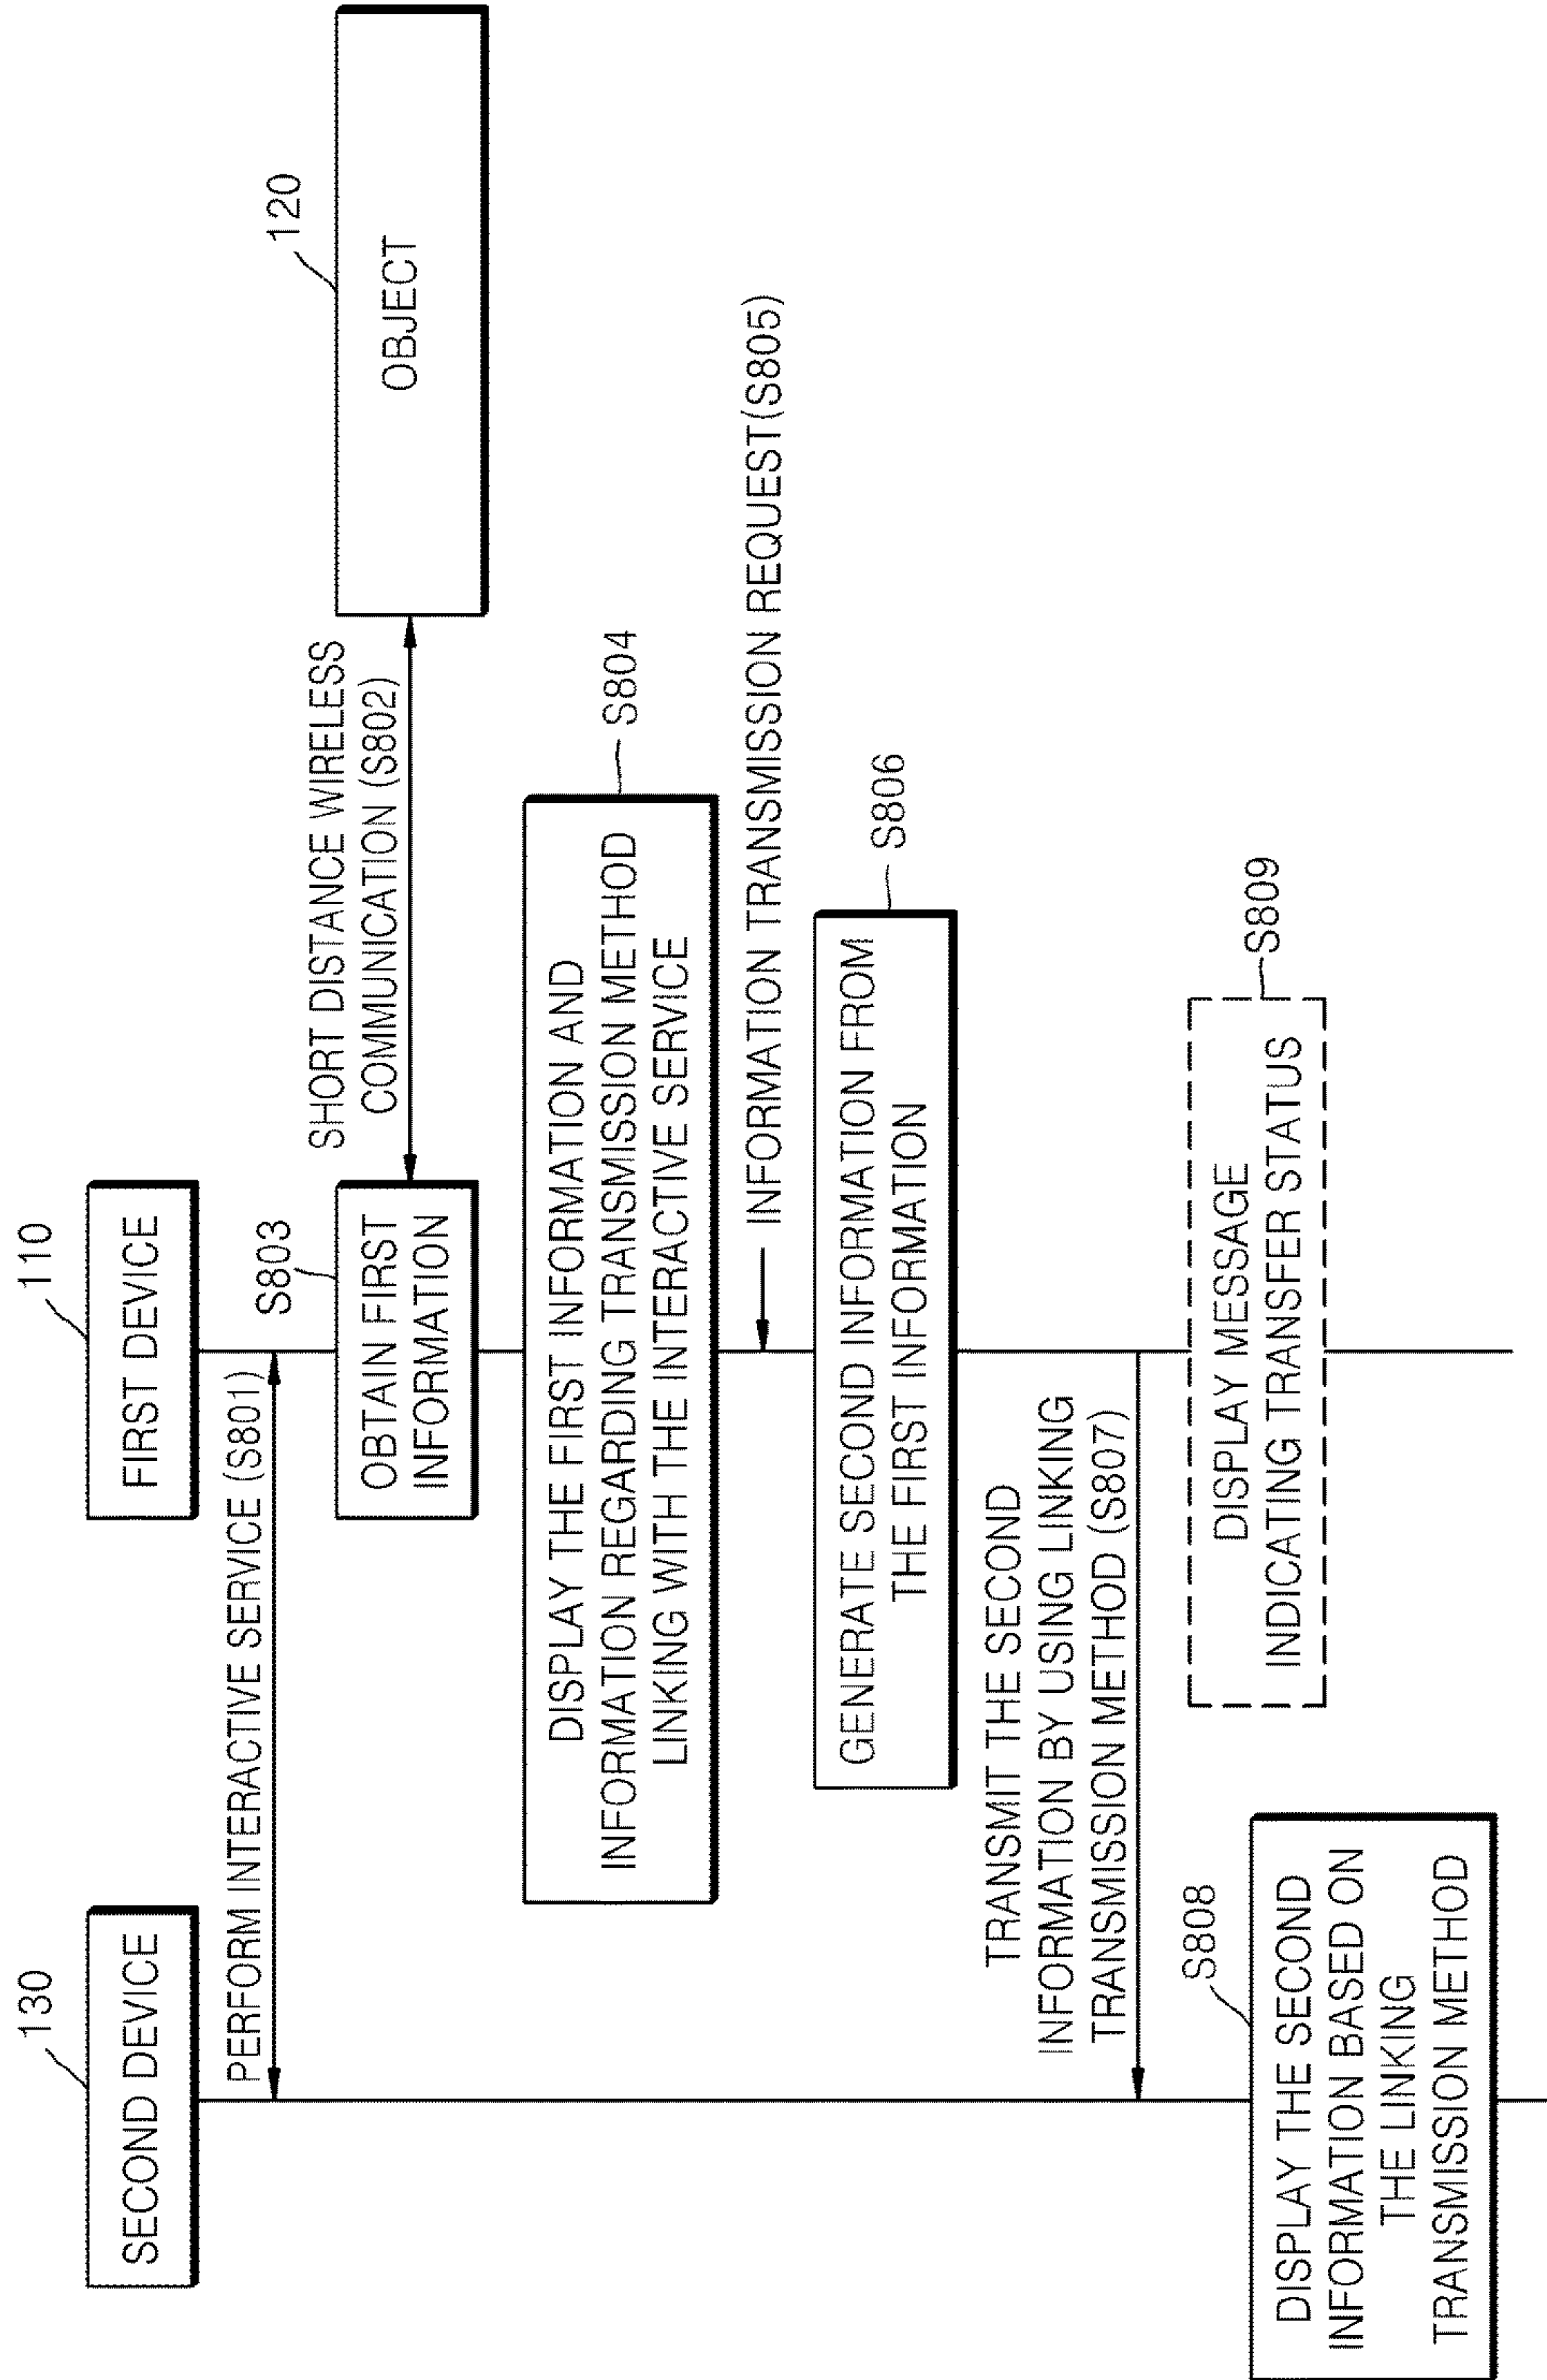 130
SECOND DEVICE
110
FIRST DEVICE
PERFORM INTERACTIVE SERVICE (S801)
S803
OBTAIN FIRST
INFORMATION
SHORT DISTANCE WIRELESS
COMMUNICATION (S802)
120
OBJECT
DISPLAY THE FIRST INFORMATION AND
INFORMATION REGARDING TRANSMISSION METHOD
LINKING WITH THE INTERACTIVE SERVICE
S804
INFORMATION TRANSMISSION REQUEST(S805)
GENERATE SECOND INFORMATION FROM
THE FIRST INFORMATION
S806
TRANSMIT THE SECOND
INFORMATION BY USING LINKING
TRANSMISSION METHOD (S807)
S808
DISPLAY THE SECOND
INFORMATION BASED ON
THE LINKING
TRANSMISSION METHOD
DISPLAY MESSAGE
INDICATING TRANSFER STATUS
S809